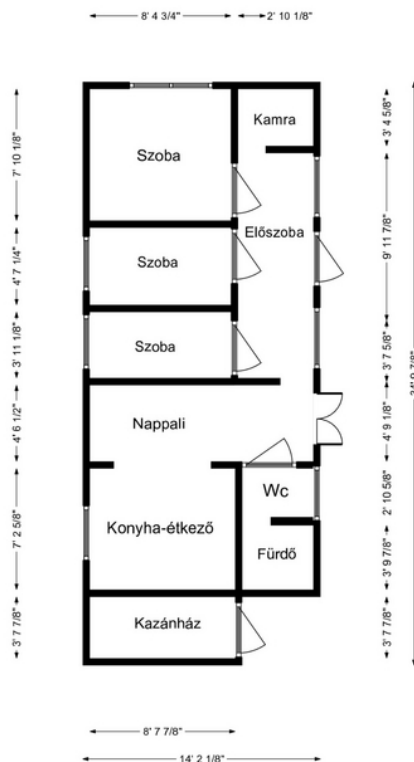 8' 4 3/4"
2' 10 1/8"
Kamra
Szoba
Előszoba
Szoba
Szoba
Nappali
Wc
Konyha-étkező
Fürdő
Kazánház
7' 10 1/8"
4' 7 1/4"
3' 11 1/8"
4' 6 1/2"
7' 2 5/8"
3' 7 7/8"
3' 4 5/8"
9' 11 7/8"
3' 7 5/8"
4' 9 1/8"
2' 10 5/8"
3' 9 7/8"
3' 7 7/8"
8' 7 7/8"
14' 2 1/8"